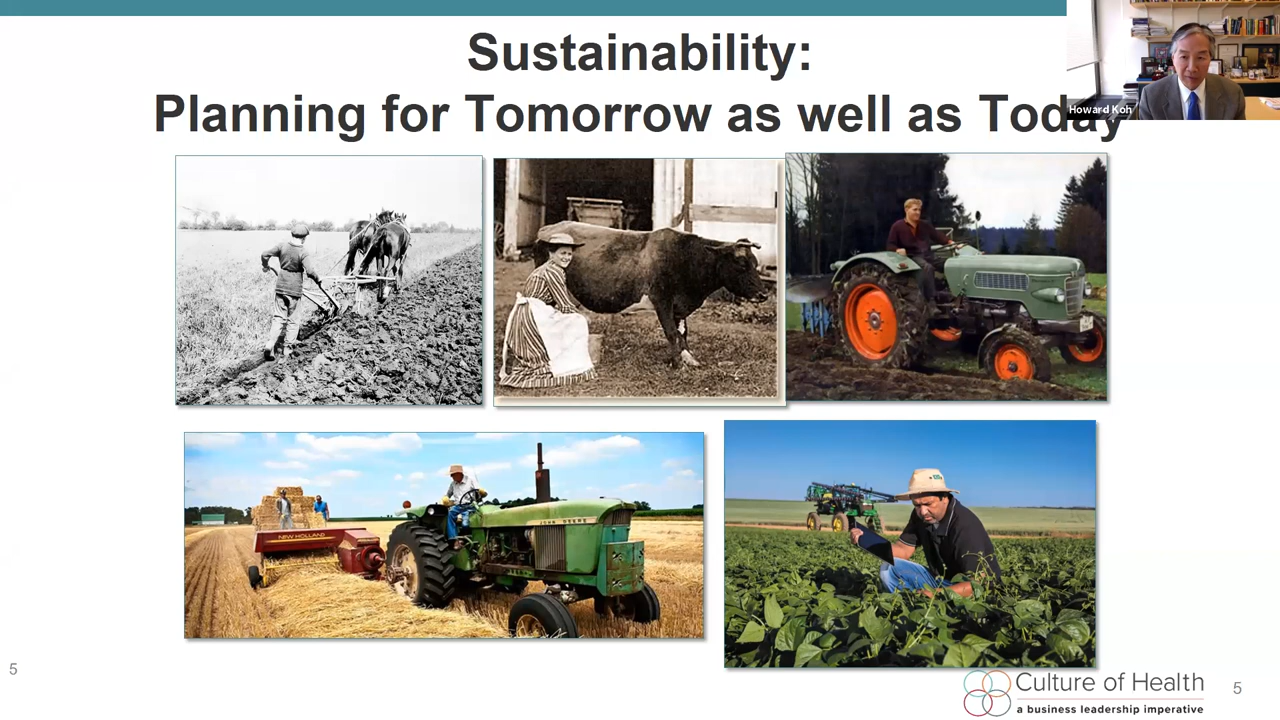 Sustainability:
Planning for Tomorrow as well as Today
Howard Koh
NEW HOLLAND
JOHN DEERE
5
Culture of Health
a business leadership imperative
5